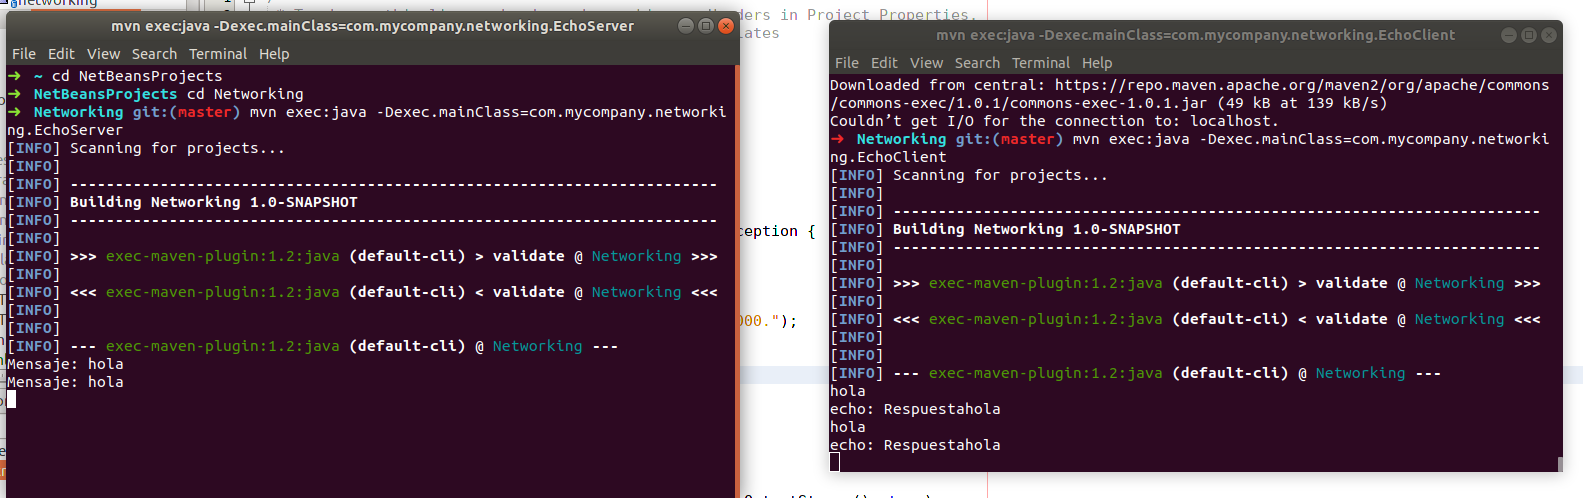 networking
1
mvn exec:java -Dexec.mainClass=com.mycompany.networking.EchoServer
File Edit View Search Terminal Help
➜ ~ cd NetBeansProjects
➜ NetBeansProjects cd Networking
➜ Networking git:(master) mvn exec:java -Dexec.mainClass=com.mycompany.networki
ng.EchoServer
[INFO] Scanning for projects...
[INFO]
[INFO] ------------------------------------------------------------------------
[INFO] Building Networking 1.0-SNAPSHOT
[INFO] ------------------------------------------------------------------------
[INFO]
[INFO] >>> exec-maven-plugin:1.2:java (default-cli) > validate @ Networking >>>
[INFO]
[INFO] <<< exec-maven-plugin:1.2:java (default-cli) < validate @ Networking <<<
[INFO]
[INFO]
[INFO] --- exec-maven-plugin:1.2:java (default-cli) @ Networking ---
Mensaje: hola
Mensaje: hola
ders in Project Properties.
lates
ception {
000.");
mvn exec:java -Dexec.mainClass=com.mycompany.networking.EchoClient
File Edit View Search Terminal Help
Downloaded from central: https://repo.maven.apache.org/maven2/org/apache/commons
/commons-exec/1.0.1/commons-exec-1.0.1.jar (49 kB at 139 kB/s)
Couldn’t get I/O for the connection to: localhost.
➜ Networking git:(master) mvn exec:java -Dexec.mainClass=com.mycompany.networki
ng.EchoClient
[INFO] Scanning for projects...
[INFO]
[INFO] ------------------------------------------------------------------------
[INFO] Building Networking 1.0-SNAPSHOT
[INFO] ------------------------------------------------------------------------
[INFO]
[INFO] >>> exec-maven-plugin:1.2:java (default-cli) > validate @ Networking >>>
[INFO]
[INFO] <<< exec-maven-plugin:1.2:java (default-cli) < validate @ Networking <<<
[INFO]
[INFO]
[INFO] --- exec-maven-plugin:1.2:java (default-cli) @ Networking ---
hola
echo: Respuestahola
hola
echo: Respuestahola